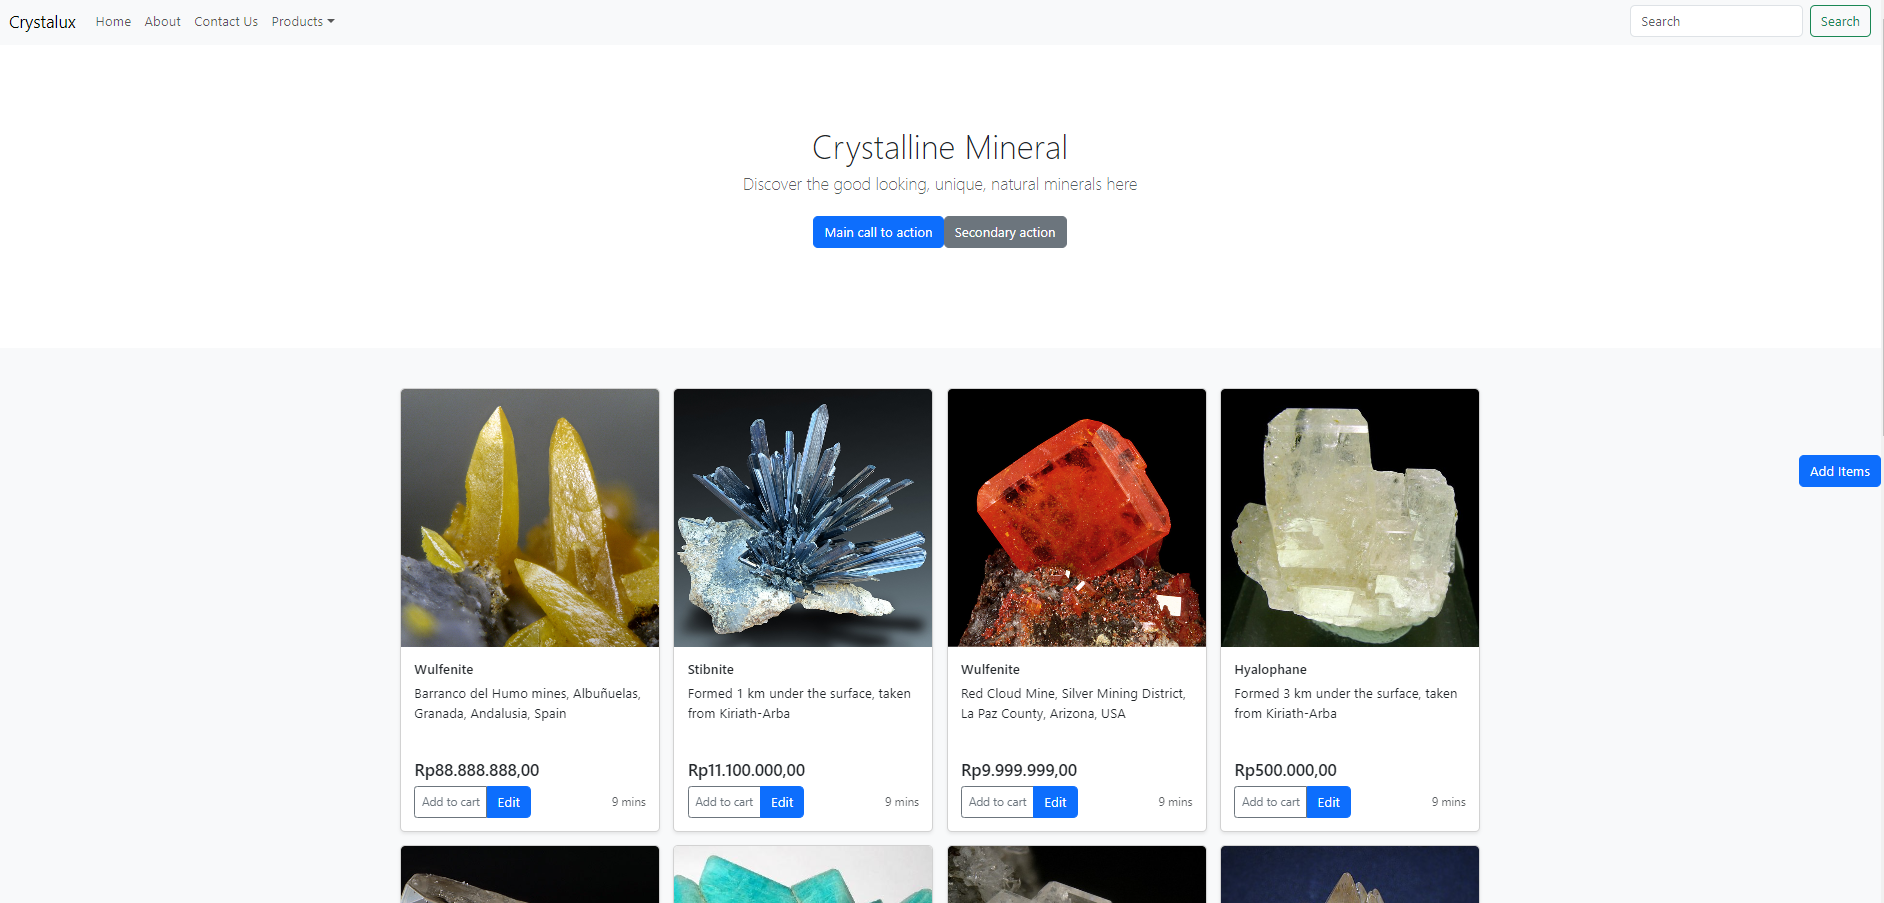 Crystalux Home About Contact Us Products Search Search
Crystalline Mineral
Discover the good looking, unique, natural minerals here
Main call to action Secondary action
Add Items
Wulfenite
Barranco del Humo mines, Albuñuelas,
Granada, Andalusia, Spain
Rp88.888.888,00
Add to cart Edit 9 mins
Stibnite
Formed 1 km under the surface, taken
from Kiriath-Arba
Rp11.100.000,00
Add to cart Edit 9 mins
Wulfenite
Red Cloud Mine, Silver Mining District,
La Paz County, Arizona, USA
Rp9.999.999,00
Add to cart Edit 9 mins
Hyalophane
Formed 3 km under the surface, taken
from Kiriath-Arba
Rp500.000,00
Add to cart Edit 9 mins